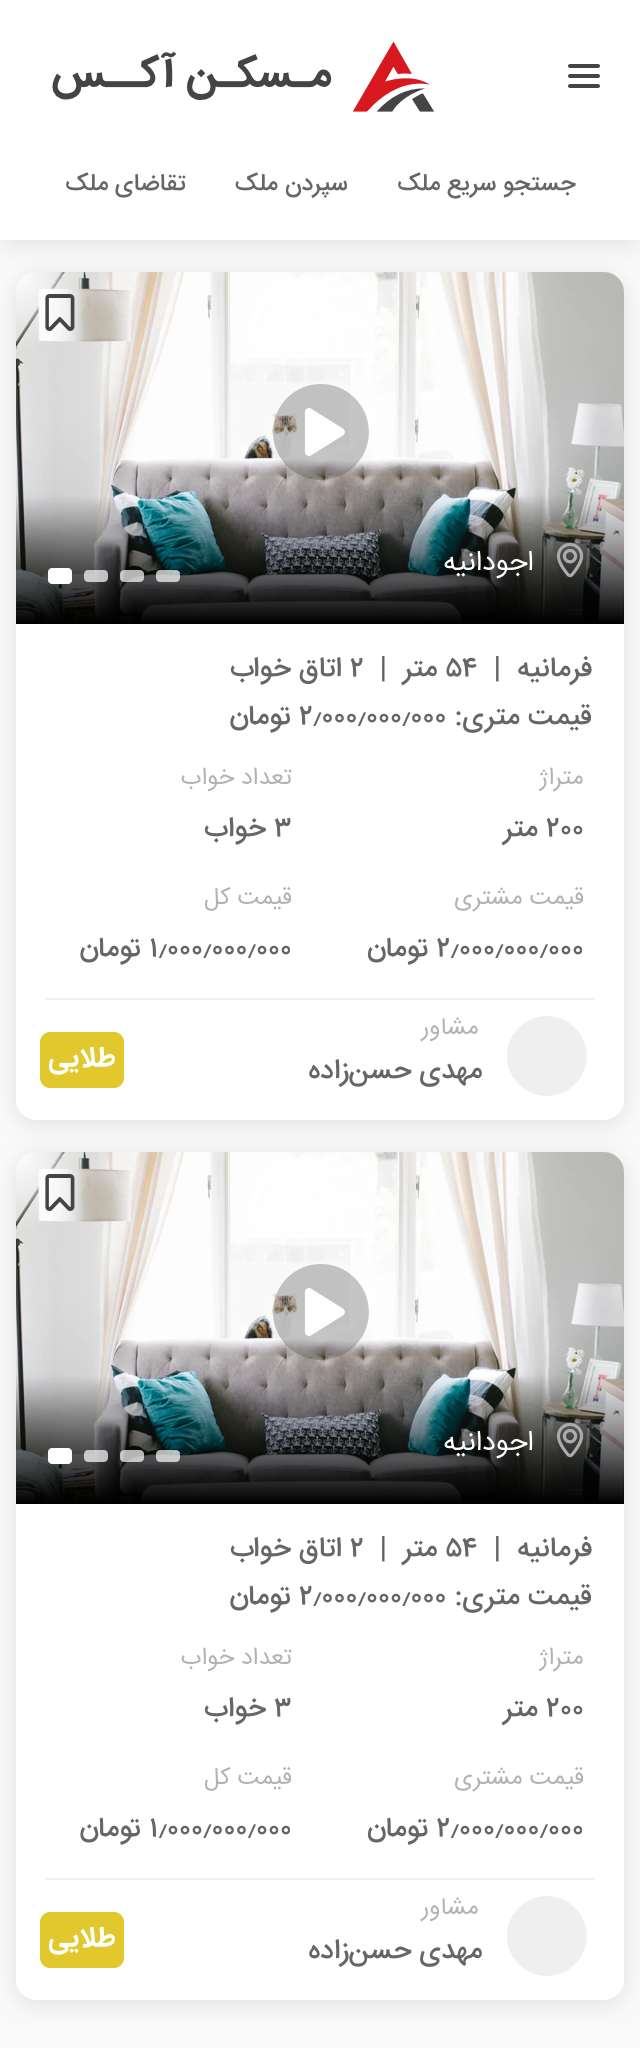 مـسـکـن آکـــس
جستجو سریع ملک
سپردن ملک
تقاضای ملک
اجودانیه
فرمانیه | ۵۴ متر | ۲ اتاق خواب
قیمت متری: ۲٫۰۰۰٫۰۰۰٫۰۰۰ تومان
متراژ
تعداد خواب
۲۰۰ متر
۳ خواب
قیمت مشتری
قیمت کل
۲٫۰۰۰٫۰۰۰٫۰۰۰ تومان
۱٫۰۰۰٫۰۰۰٫۰۰۰ تومان
مشاور
مهدی حسن‌زاده
طلایی
اجودانیه
فرمانیه | ۵۴ متر | ۲ اتاق خواب
قیمت متری: ۲٫۰۰۰٫۰۰۰٫۰۰۰ تومان
متراژ
تعداد خواب
۲۰۰ متر
۳ خواب
قیمت مشتری
قیمت کل
۲٫۰۰۰٫۰۰۰٫۰۰۰ تومان
۱٫۰۰۰٫۰۰۰٫۰۰۰ تومان
مشاور
مهدی حسن‌زاده
طلایی